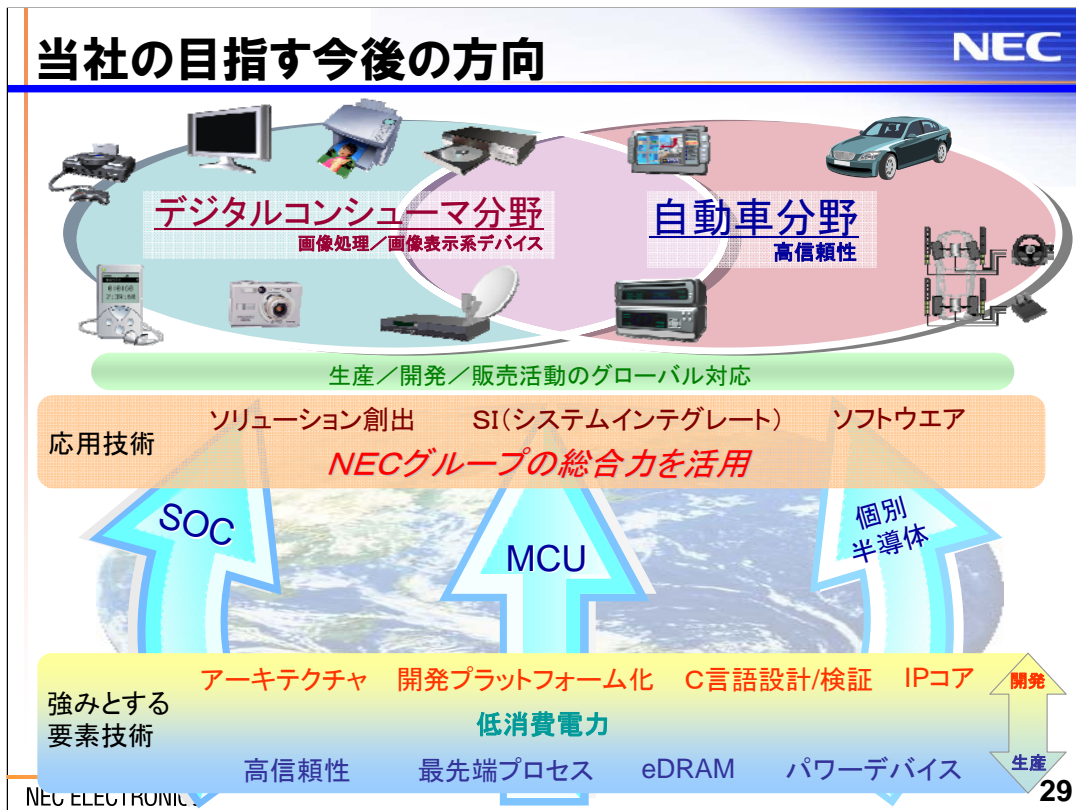 当社の目指す今後の方向
NEC
デジタルコンシューマ分野
画像処理／画像表示系デバイス
自動車分野
高信頼性
生産／開発／販売活動のグローバル対応
応用技術
ソリューション創出 SI（システムインテグレート） ソフトウエア
NECグループの総合力を活用
SOC
MCU
個別
半導体
強みとする
要素技術
アーキテクチャ 開発プラットフォーム化 C言語設計/検証 IPコア
低消費電力
高信頼性 最先端プロセス eDRAM パワーデバイス
開発
生産
NEC ELECTRONICS
29